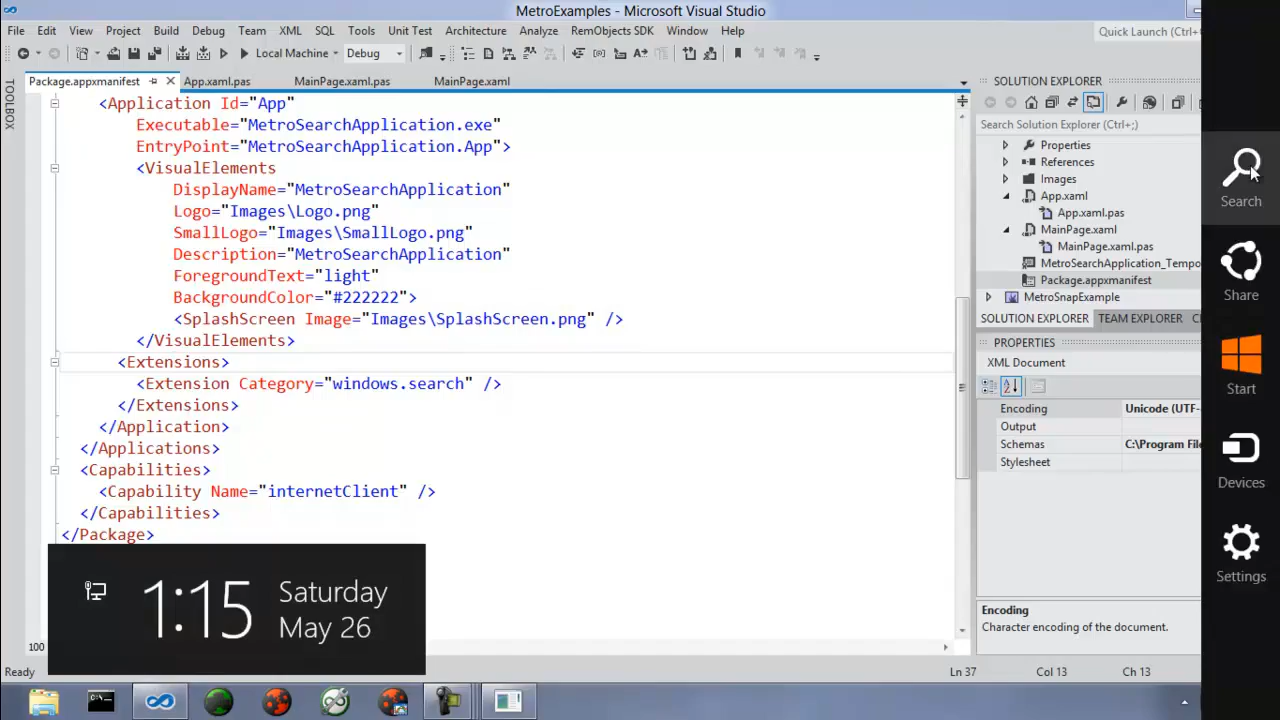 MetroExamples - Microsoft Visual Studio
File Edit View Project Build Debug Team XML SQL Tools Unit Test Architecture Analyze RemObjects SDK Window Help
Quick Launch (Ctrl+
Local Machine
Debug
TOOLBOX
Package.appxmanifest
App.xaml.pas
MainPage.xaml.pas
MainPage.xaml
<Application Id="App"
Executable="MetroSearchApplication.exe"
EntryPoint="MetroSearchApplication.App">
<VisualElements
DisplayName="MetroSearchApplication"
Logo="Images\Logo.png"
SmallLogo="Images\SmallLogo.png"
Description="MetroSearchApplication"
ForegroundText="light"
BackgroundColor="#222222">
<SplashScreen Image="Images\SplashScreen.png" />
</VisualElements>
<Extensions>
<Extension Category="windows.search" />
</Extensions>
</Application>
</Applications>
<Capabilities>
<Capability Name="internetClient" />
</Capabilities>
</Package>
100
Ready
Ln 37
Col 13
Ch 13
1:15
Saturday
May 26
SOLUTION EXPLORER
Search Solution Explorer (Ctrl+;)
Properties
References
Images
App.xaml
App.xaml.pas
MainPage.xaml
MainPage.xaml.pas
MetroSearchApplication_Tempo
Package.appxmanifest
MetroSnapExample
SOLUTION EXPLORER
TEAM EXPLORER
PROPERTIES
XML Document
Encoding Unicode (UTF-
Output
Schemas C:\Program File
Stylesheet
Encoding
Character encoding of the document.
Search
Share
Start
Devices
Settings